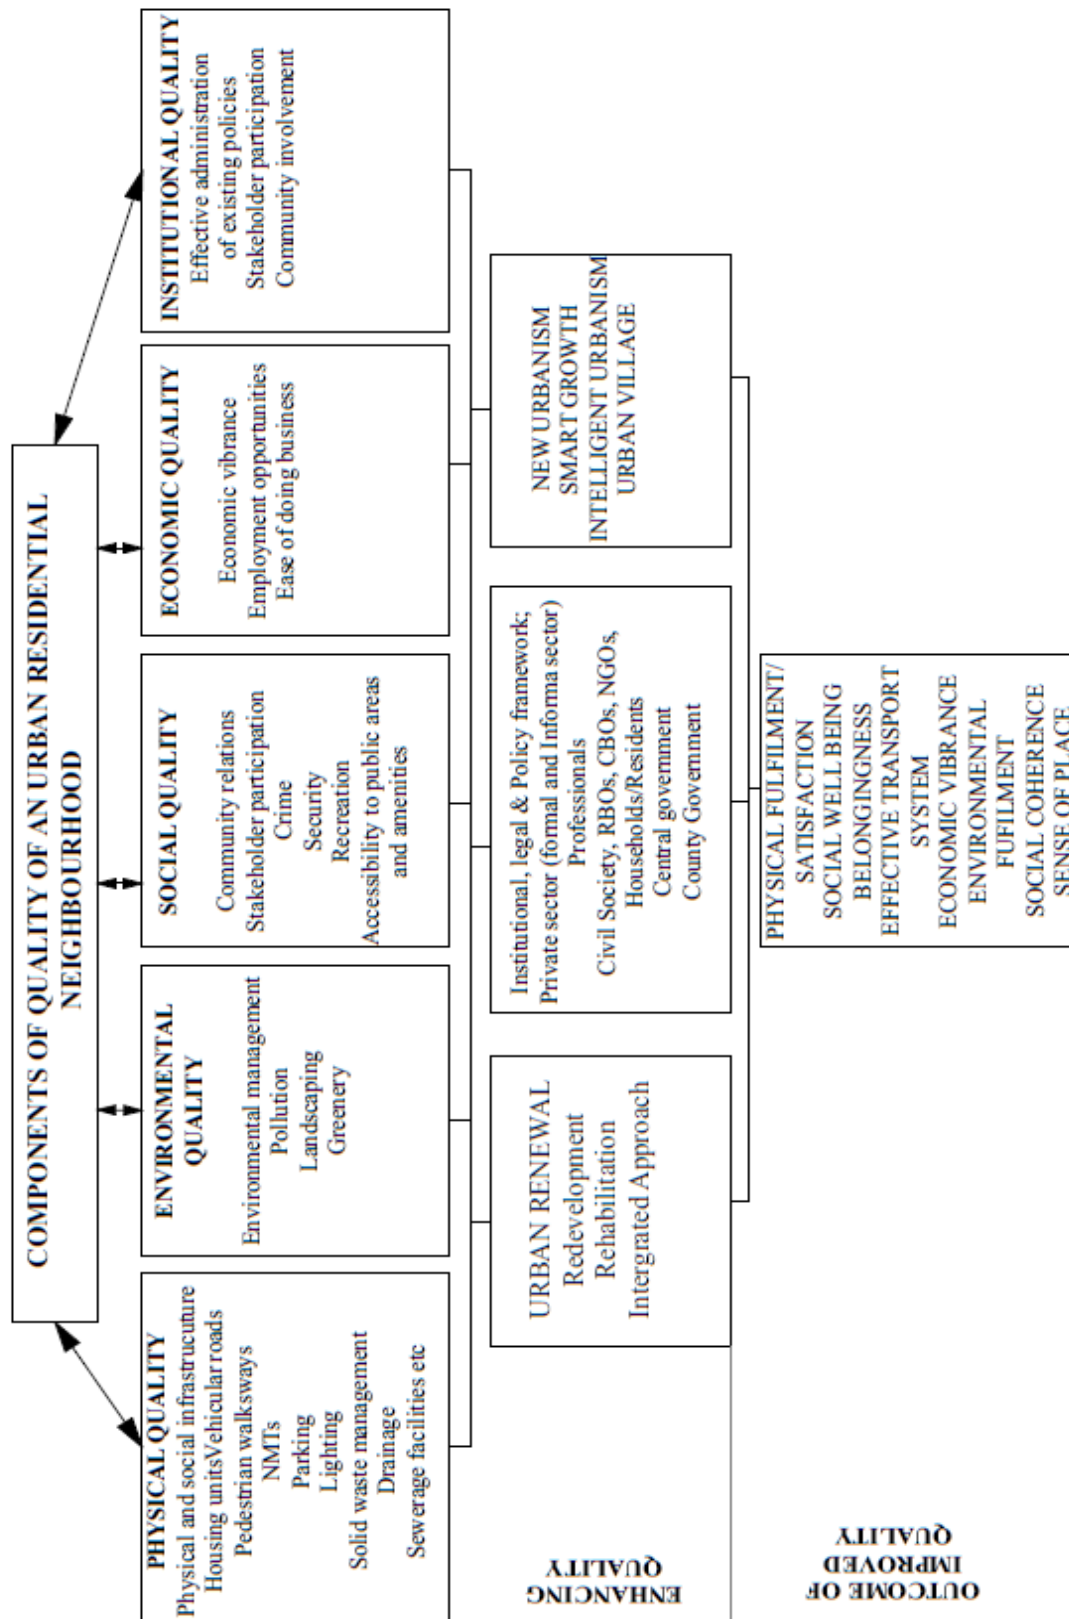 COMPONENTS OF QUALITY OF AN URBAN RESIDENTIAL
NEIGHBOURHOOD
PHYSICAL QUALITY
Physical and social infrastrucuture
Housing unitsVehicular roads
Pedestrian walksways
NMTs
Parking
Lighting
Solid waste management
Drainage
Sewerage facilities etc
ENVIRONMENTAL
QUALITY
Environmental management
Pollution
Landscaping
Greenery
SOCIAL QUALITY
Community relations
Stakeholder participation
Crime
Security
Recreation
Accessibility to public areas
and amenities
ECONOMIC QUALITY
Economic vibrance
Employment opportunities
Ease of doing business
INSTITUTIONAL QUALITY
Effective administration
of existing policies
Stakeholder participation
Community involvement
ENHANCING
QUALITY
URBAN RENEWAL
Redevelopment
Rehabilitation
Intergrated Approach
Institutional, legal & Policy framework;
Private sector (formal and Informa sector)
Professionals
Civil Society, RBOs, CBOs, NGOs,
Households/Residents
Central government
County Government
NEW URBANISM
SMART GROWTH
INTELLIGENT URBANISM
URBAN VILLAGE
OUTCOME OF
IMPROVED
QUALITY
PHYSICAL FULFILMENT/
SATISFACTION
SOCIAL WELL BEING
BELONGINGNESS
EFFECTIVE TRANSPORT
SYSTEM
ECONOMIC VIBRANCE
ENVIRONMENTAL
FUFILMENT
SOCIAL COHERENCE
SENSE OF PLACE